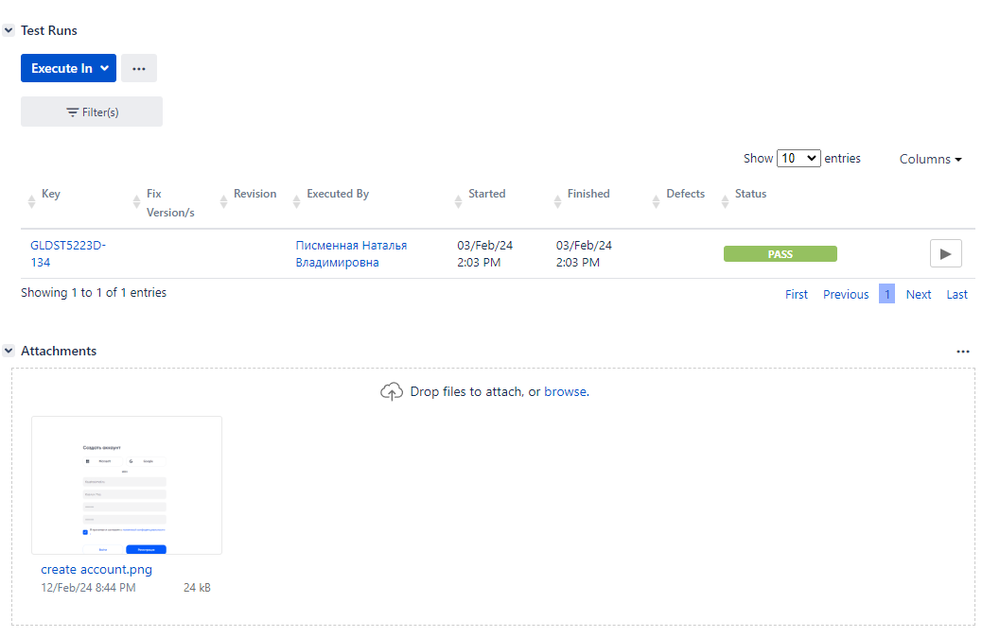 Test Runs
Execute In
Filter(s)
Show 10 entries
Columns
Key
Fix Version/s
Revision
Executed By
Started
Finished
Defects
Status
GLDST5223D-
134
Писменная Наталья
Владимировна
03/Feb/24
2:03 PM
03/Feb/24
2:03 PM
PASS
Showing 1 to 1 of 1 entries
First Previous 1 Next Last
Attachments
Drop files to attach, or browse.
Создать аккаунт
Microsoft
Google
create account.png
12/Feb/24 8:44 PM 24 kB